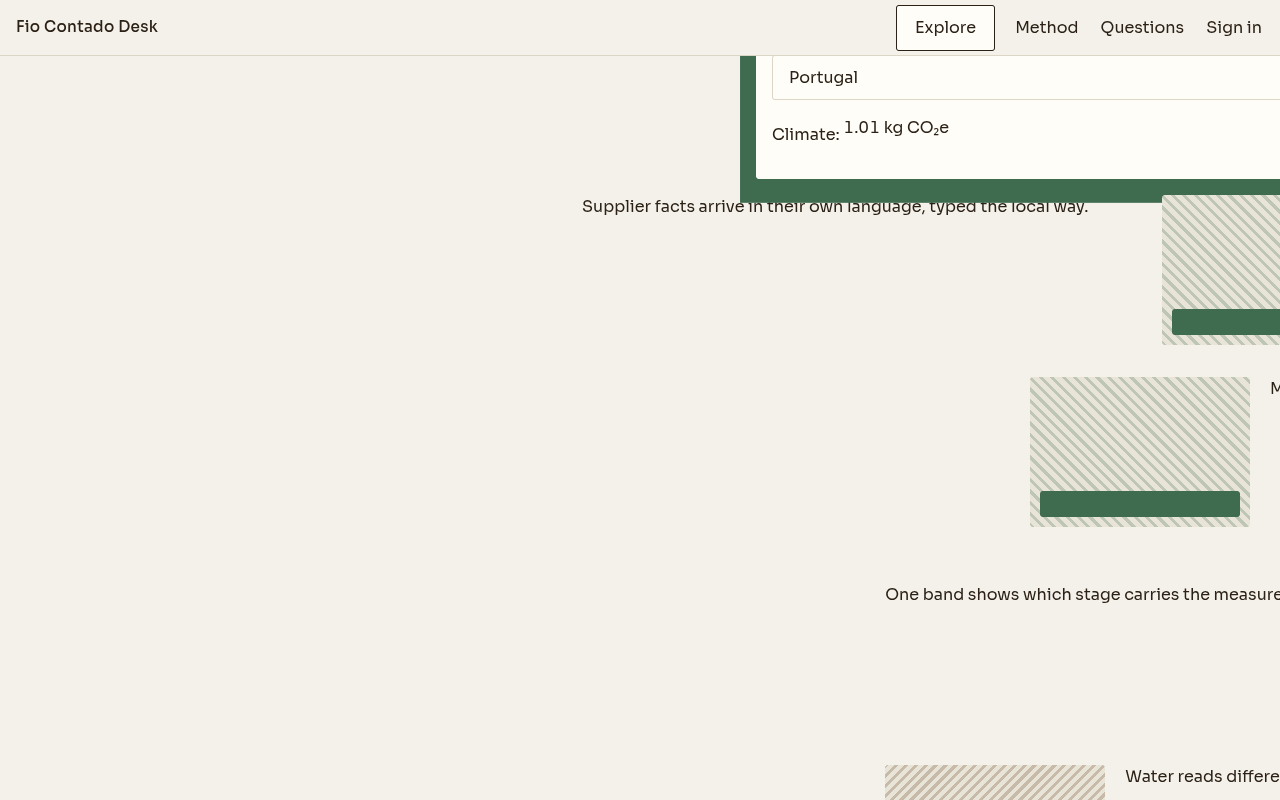 Fio Contado Desk
Explore
Method
Questions
Sign in
Portugal
Climate: 1.01 kg CO₂e
Supplier facts arrive in their own language, typed the local way.
One band shows which stage carries the measure
Water reads